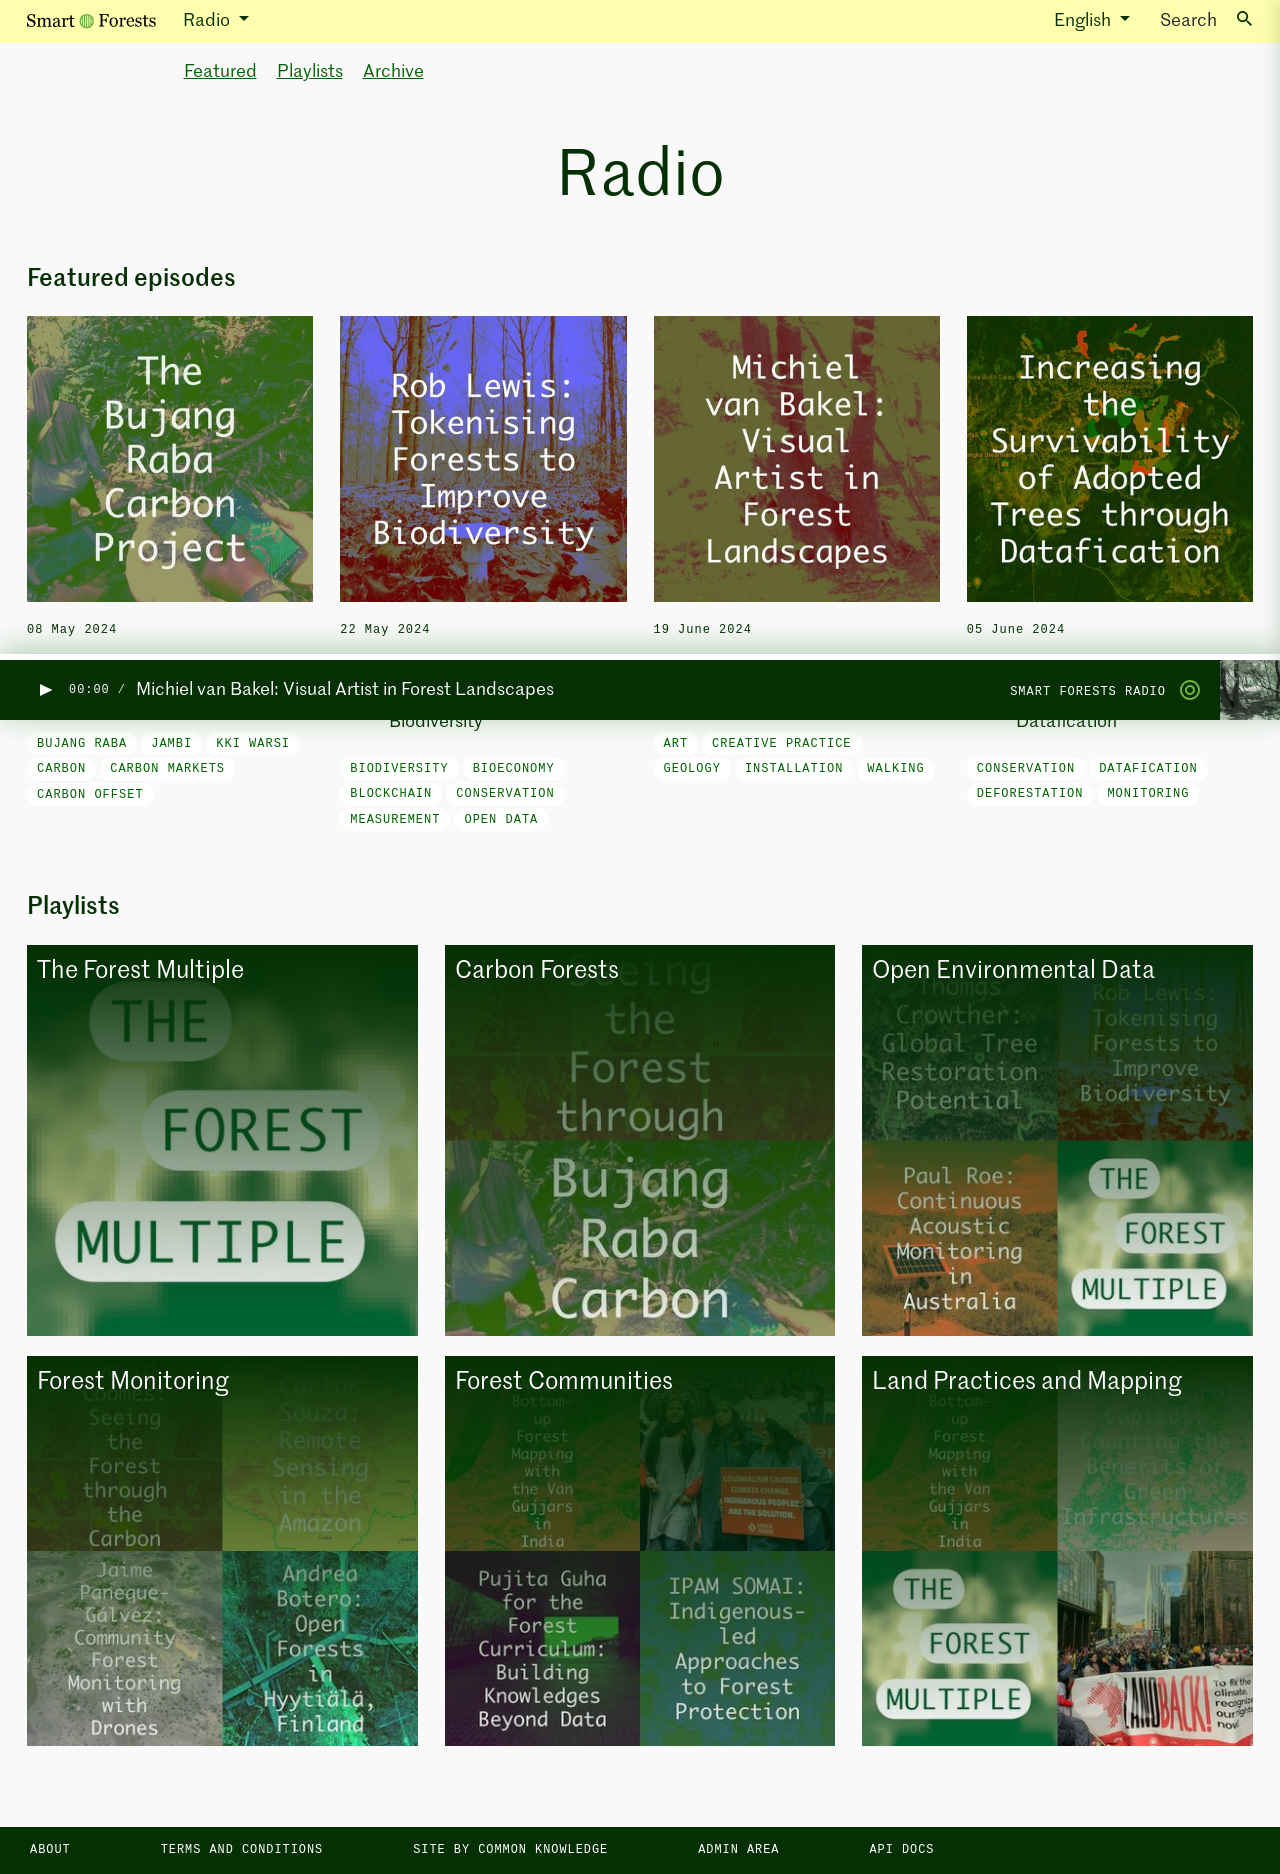 Smart Forests Radio English Search
Featured Playlists Archive
Radio
Featured episodes
The
Bujang
Raba
Carbon
Project
Rob Lewis:
Tokenising
Forests to
Improve
Biodiversity
Michiel
van Bakel:
Visual
Artist in
Forest
Landscapes
Increasing
the
Survivability
of Adopted
Trees through
Datafication
08 May 2024
22 May 2024
19 June 2024
05 June 2024
00:00 / Michiel van Bakel: Visual Artist in Forest Landscapes SMART FORESTS RADIO
Biodiversity
Datafication
BUJANG RABA JAMBI KKI WARSI
CARBON CARBON MARKETS
CARBON OFFSET
BIODIVERSITY BIOECONOMY
BLOCKCHAIN CONSERVATION
MEASUREMENT OPEN DATA
ART CREATIVE PRACTICE
GEOLOGY INSTALLATION WALKING
CONSERVATION DATAFICATION
DEFORESTATION MONITORING
Playlists
The Forest Multiple
THE
FOREST
MULTIPLE
Carbon Forests
Seeing
the
Forest
through
Bujang
Raba
Carbon
Open Environmental Data
Thomas
Crowther:
Global Tree
Restoration
Potential
Rob Lewis:
Tokenising
Forests to
Improve
Biodiversity
Paul Roe:
Continuous
Acoustic
Monitoring
in
Australia
THE
FOREST
MULTIPLE
Forest Monitoring
Coomes:
Seeing
the
Forest
through
the
Carbon
Carlos
Souza:
Remote
Sensing
in the
Amazon
Jaime
Paneque-
Gálvez:
Community
Forest
Monitoring
with
Drones
Andrea
Botero:
Open
Forests
in
Hyytiälä,
Finland
Forest Communities
Bottom-
up
Forest
Mapping
with
the Van
Gujjars
in
India
COLONIALISM CAUSED
CLIMATE CHANGE.
INDIGENOUS PEOPLES
ARE THE SOLUTION.
Pujita Guha
for the
Forest
Curriculum:
Building
Knowledges
Beyond Data
IPAM SOMAI:
Indigenous-
led
Approaches
to Forest
Protection
Land Practices and Mapping
Bottom-
up
Forest
Mapping
with
the Van
Gujjars
in
India
Capital:
Counting the
Benefits of
Green
Infrastructures
THE
FOREST
MULTIPLE
LANDBACK!
To fix the
climate,
recognize
our rights
now!
ABOUT TERMS AND CONDITIONS SITE BY COMMON KNOWLEDGE ADMIN AREA API DOCS